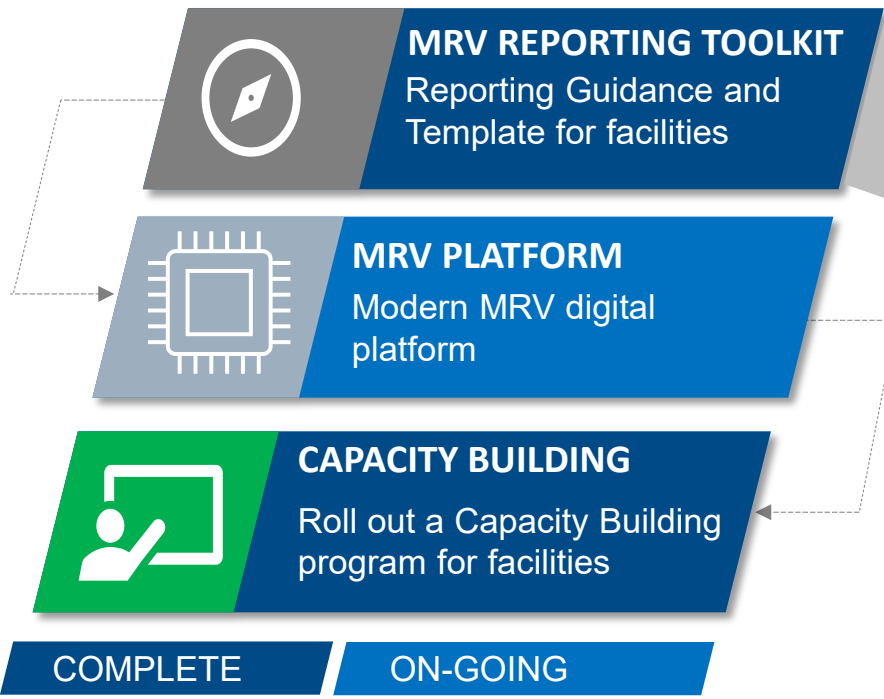 MRV REPORTING TOOLKIT
Reporting Guidance and
Template for facilities
MRV PLATFORM
Modern MRV digital
platform
CAPACITY BUILDING
Roll out a Capacity Building
program for facilities
COMPLETE
ON-GOING